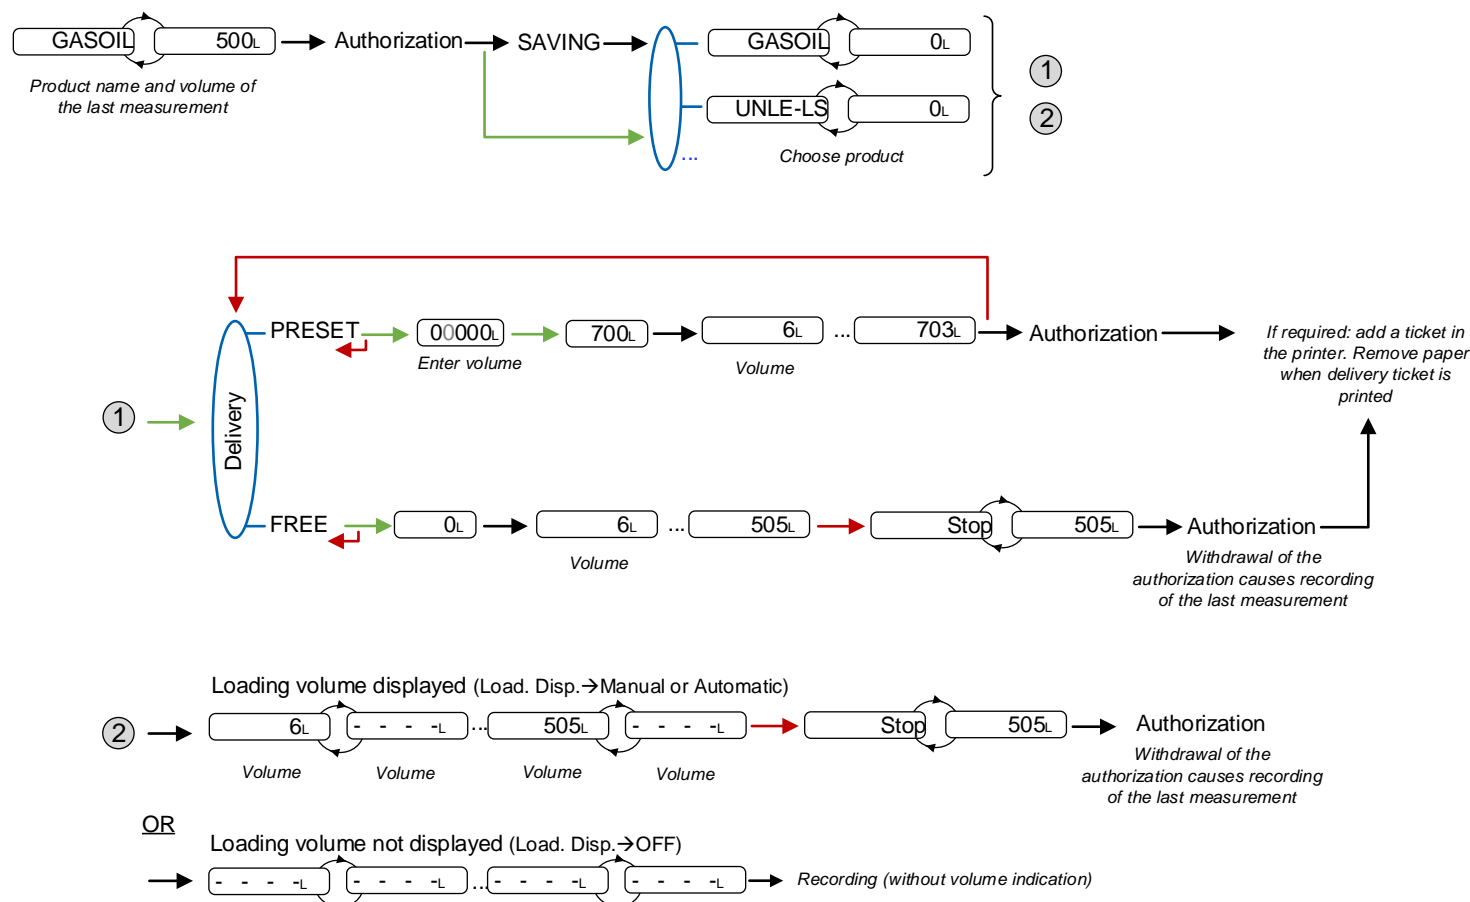 GASOIL 500L Authorization SAVING GASOIL 0L
Product name and volume of
the last measurement
1
UNLE-LS 0L
2
... Choose product
PRESET 00000L 700L 6L ... 703L Authorization
Enter volume Volume
If required: add a ticket in
the printer. Remove paper
when delivery ticket is
printed
1
Delivery
FREE 0L 6L ... 505L Stop 505L Authorization
Volume
Withdrawal of the
authorization causes recording
of the last measurement
Loading volume displayed (Load. Disp.→Manual or Automatic)
2 6L - - - -L ... 505L - - - -L Stop 505L Authorization
Volume Volume Volume Volume
Withdrawal of the
authorization causes recording
of the last measurement
OR
Loading volume not displayed (Load. Disp.→OFF)
- - - -L - - - -L ... - - - -L - - - -L Recording (without volume indication)